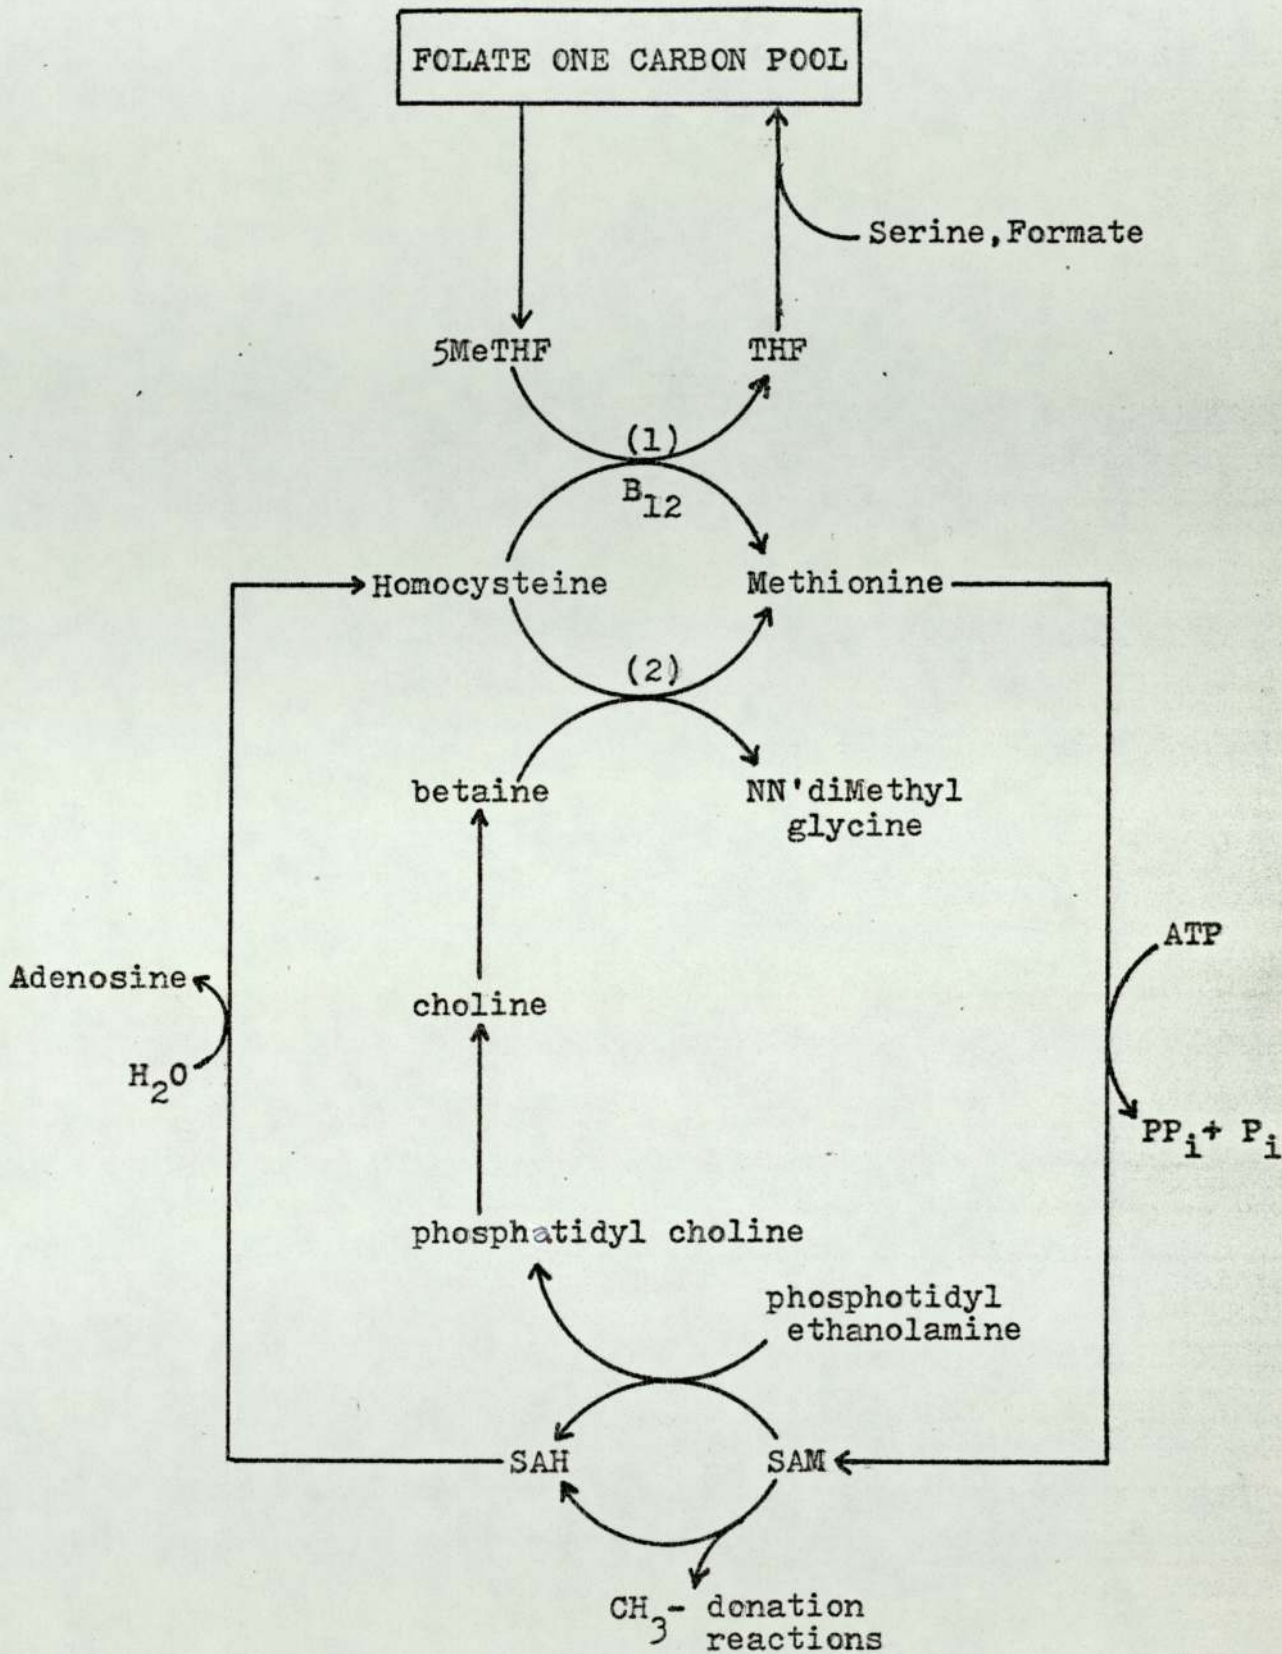 FOLATE ONE CARBON POOL
Serine,Formate
5MeTHF
THF
(1)
B12
Homocysteine
Methionine
(2)
betaine
NN'diMethyl
glycine
ATP
Adenosine
choline
H2O
PPi+ Pi
phosphatidyl choline
phosphotidyl
ethanolamine
SAH
SAM
CH3- donation
reactions